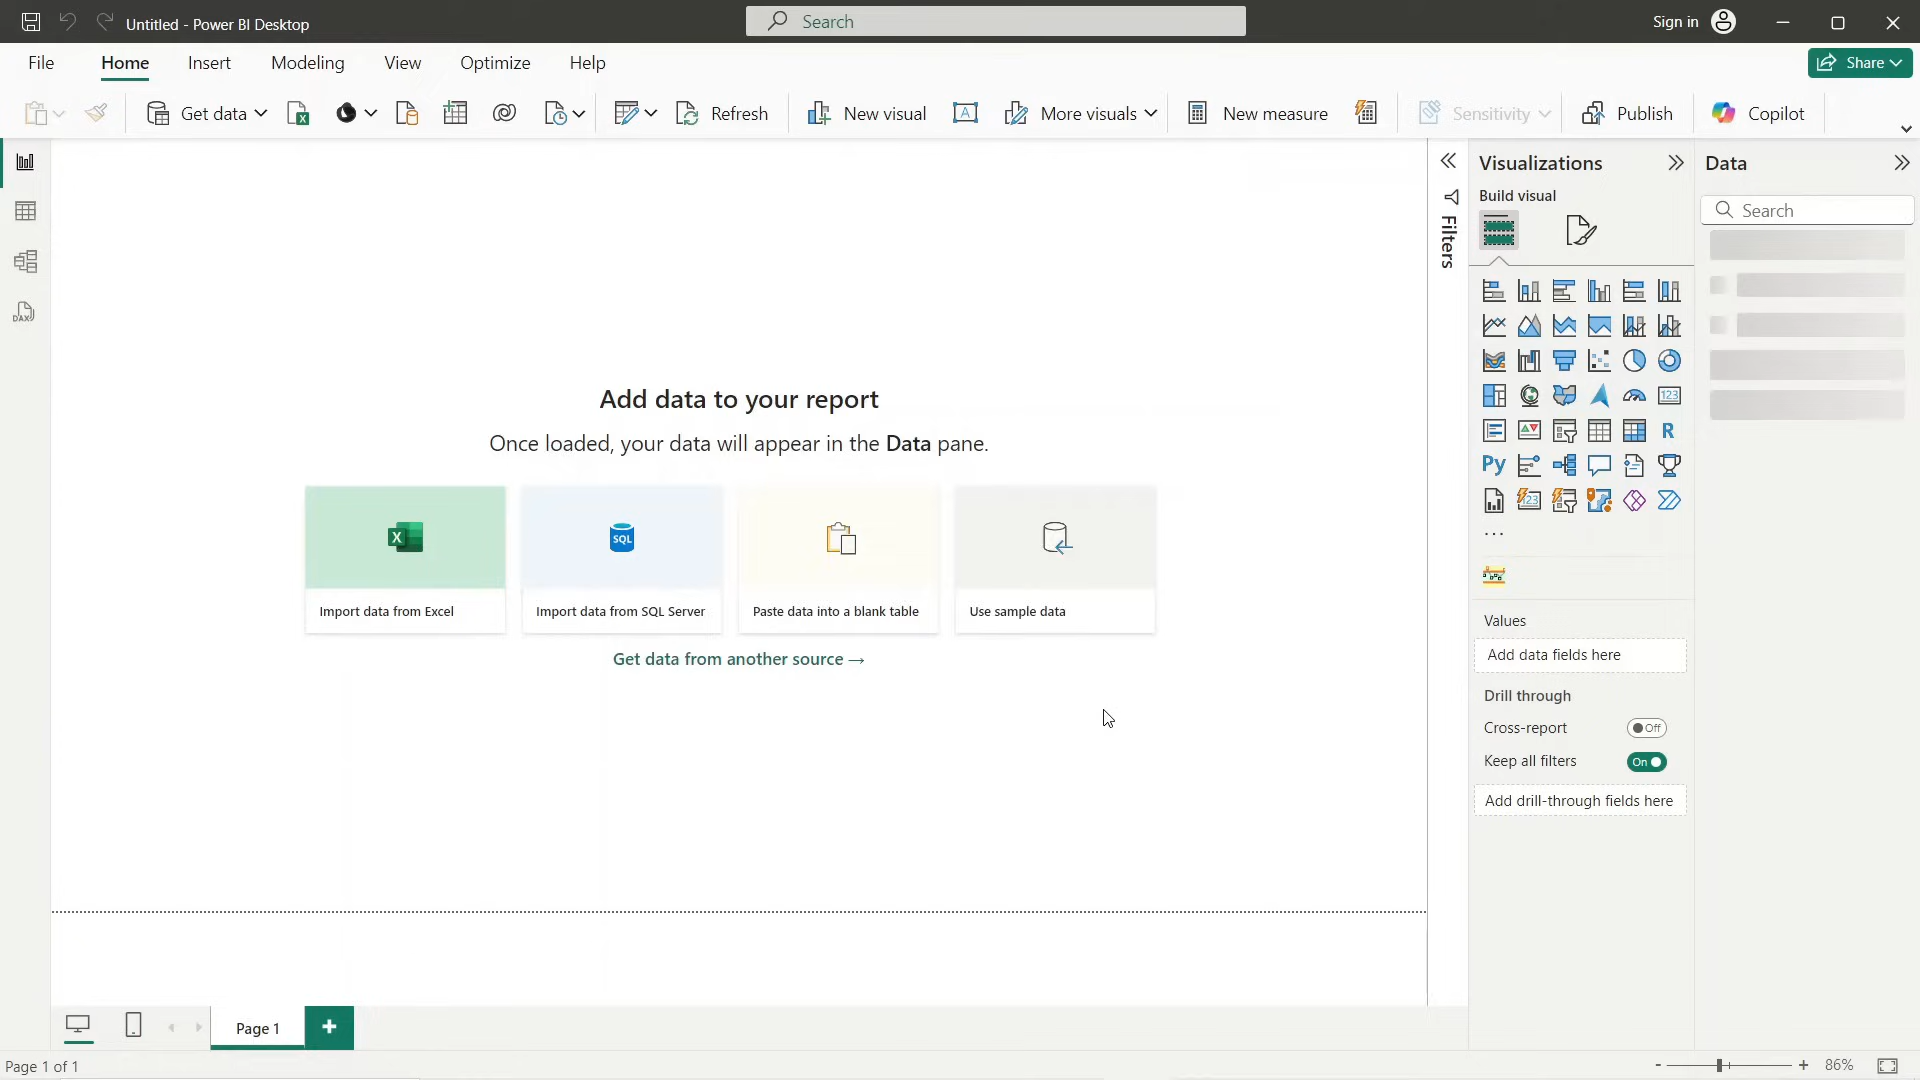 Untitled - Power BI Desktop
Search
Sign in
File
Home
Insert
Modeling
View
Optimize
Help
Share
Get data
Refresh
New visual
More visuals
New measure
Sensitivity
Publish
Copilot
DAX
Add data to your report
Once loaded, your data will appear in the Data pane.
SQL
Import data from Excel
Import data from SQL Server
Paste data into a blank table
Use sample data
Get data from another source →
Filters
Visualizations
Build visual
123
R
Py
123
...
Values
Add data fields here
Drill through
Cross-report
Off
Keep all filters
On
Add drill-through fields here
Data
Search
Page 1
Page 1 of 1
- + 86%